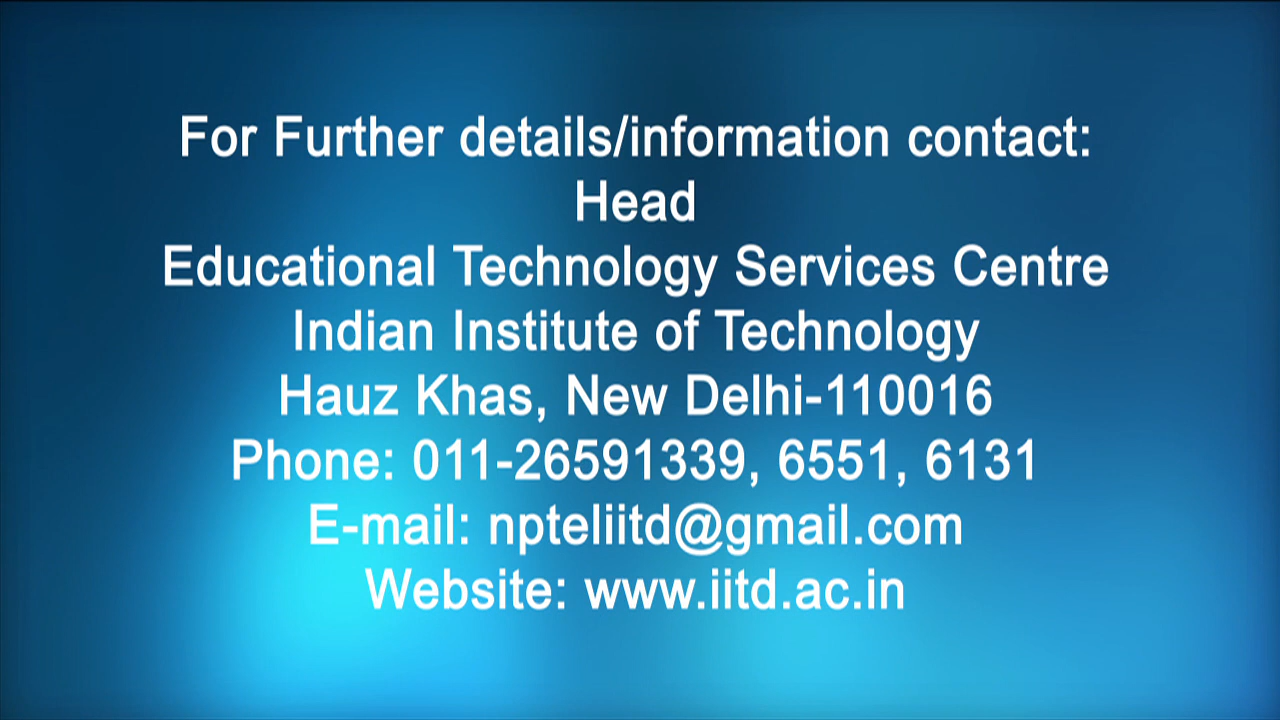 For Further details/information contact:
Head
Educational Technology Services Centre
Indian Institute of Technology
Hauz Khas, New Delhi-110016
Phone: 011-26591339, 6551, 6131
E-mail: npteliitd@gmail.com
Website: www.iitd.ac.in